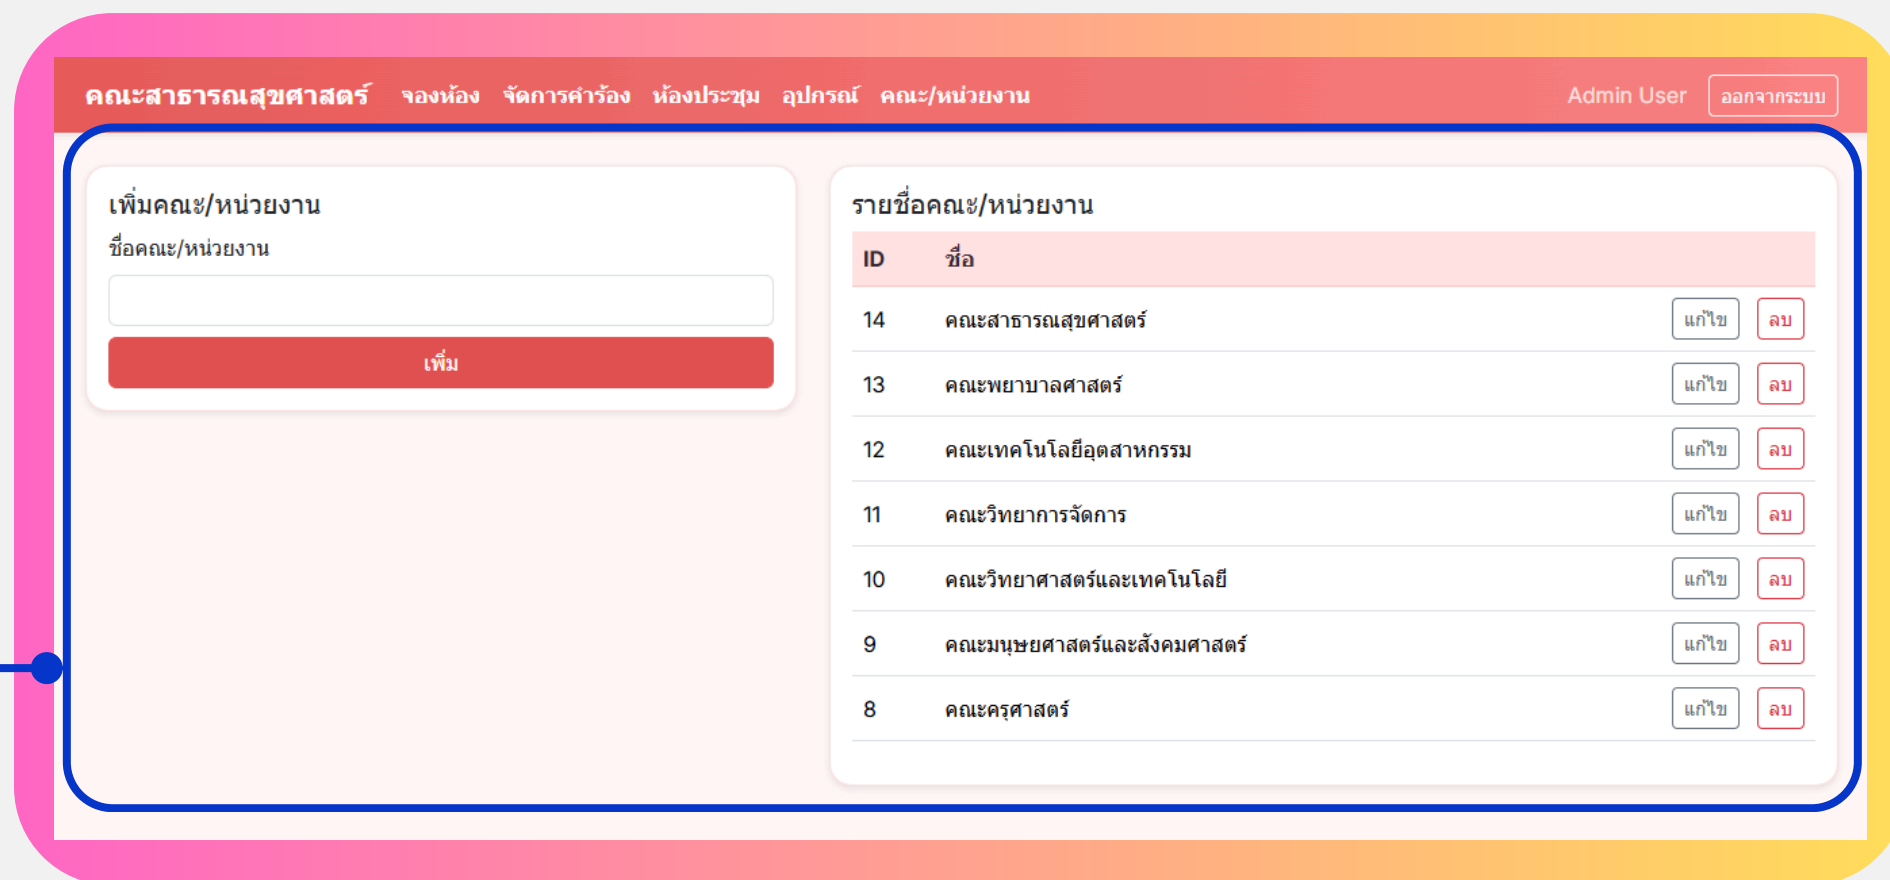 คณะสาธารณสุขศาสตร์ จองห้อง จัดการคำร้อง ห้องประชุม อุปกรณ์ คณะ/หน่วยงาน Admin User ออกจากระบบ
เพิ่มคณะ/หน่วยงาน
ชื่อคณะ/หน่วยงาน
เพิ่ม
รายชื่อคณะ/หน่วยงาน
ID ชื่อ
14 คณะสาธารณสุขศาสตร์ แก้ไข ลบ
13 คณะพยาบาลศาสตร์ แก้ไข ลบ
12 คณะเทคโนโลยีอุตสาหกรรม แก้ไข ลบ
11 คณะวิทยาการจัดการ แก้ไข ลบ
10 คณะวิทยาศาสตร์และเทคโนโลยี แก้ไข ลบ
9 คณะมนุษยศาสตร์และสังคมศาสตร์ แก้ไข ลบ
8 คณะครุศาสตร์ แก้ไข ลบ